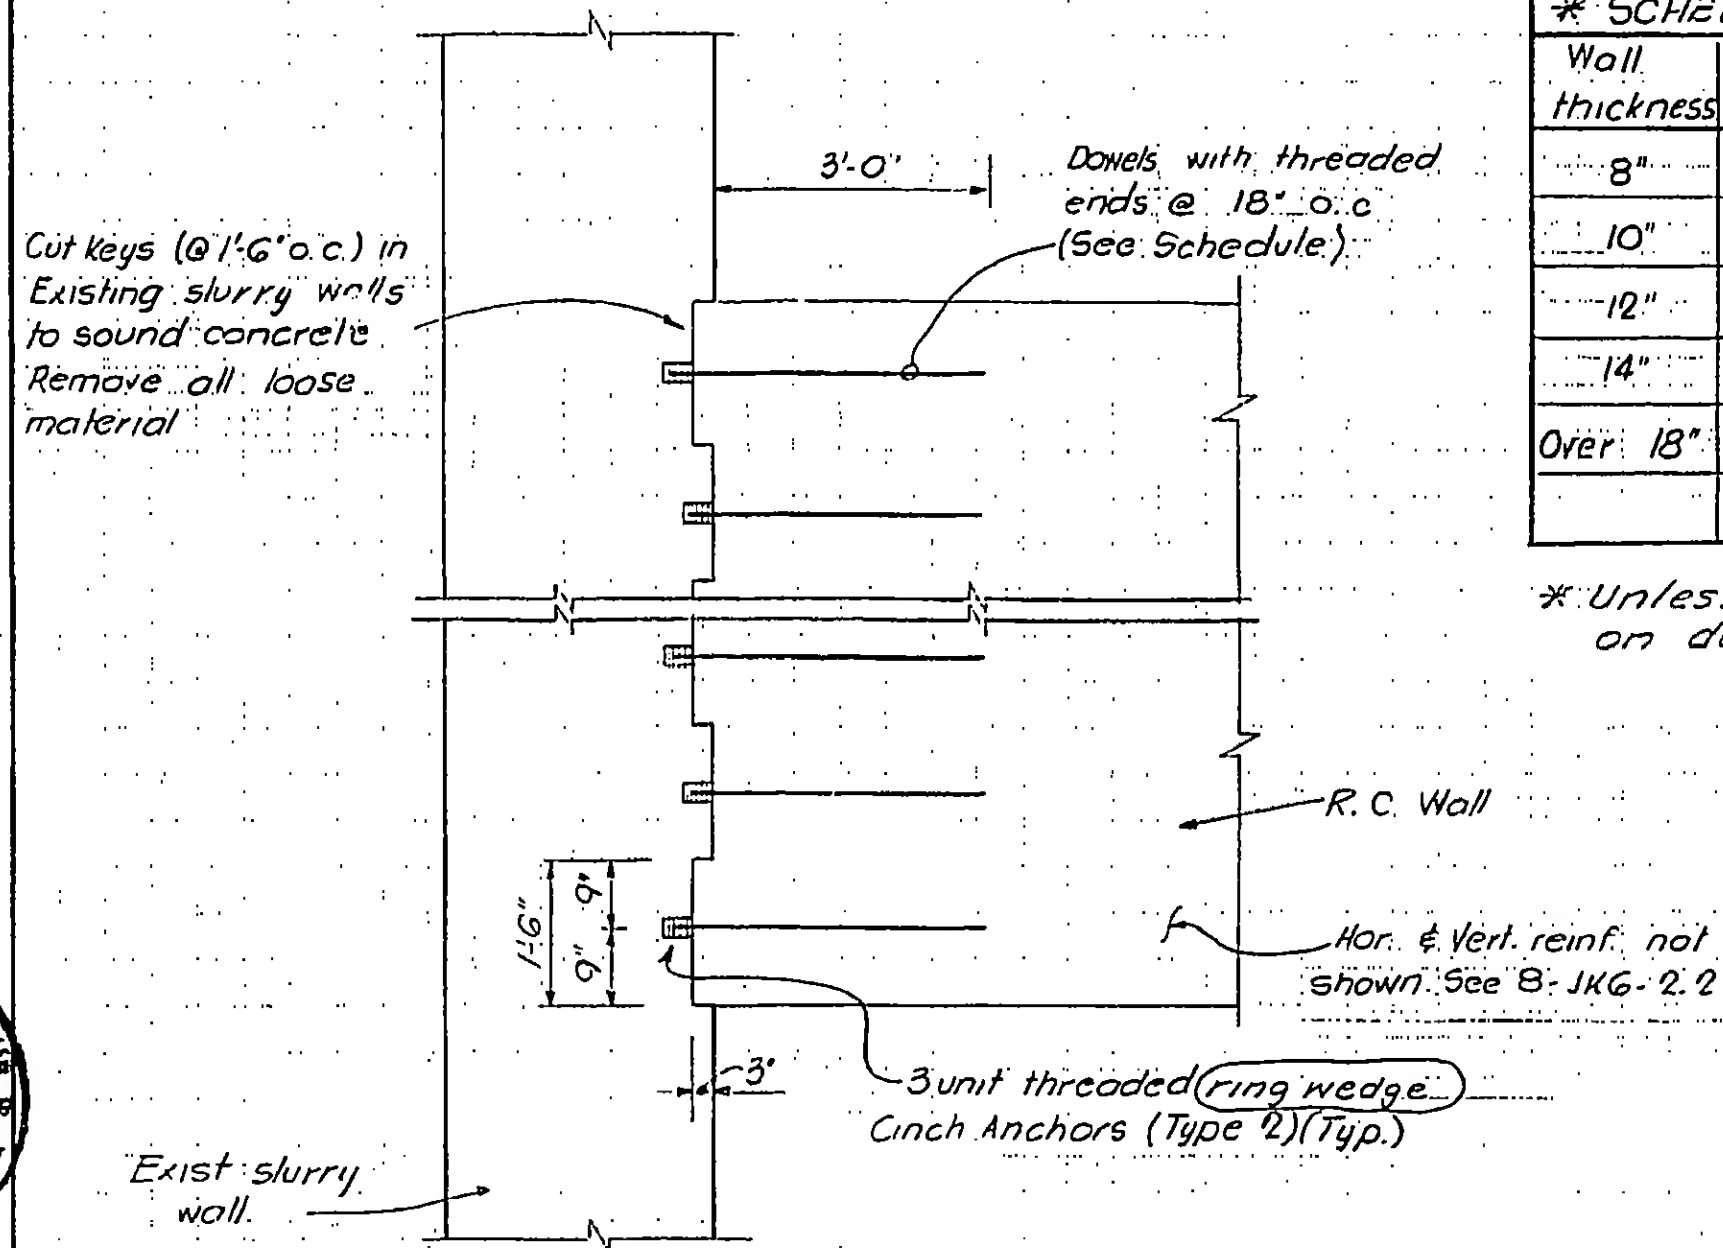 * SCHE
Wall
thickness
8"
10"
12"
14"
Over 18"
* Unles
on d
3'-0"
Dowels with threaded
ends @ 18" o.c
(See Schedule)
Cut keys (@ 1'-6" o.c.) in
Existing slurry walls
to sound concrete
Remove all loose
material
R.C. Wall
1'-6"
9"
9"
Hor. & Vert. reinf. not
shown. See 8-JKG-2.2
3"
3 unit threaded ring wedge
Cinch Anchors (Type 2)(Typ.)
Exist slurry
wall.